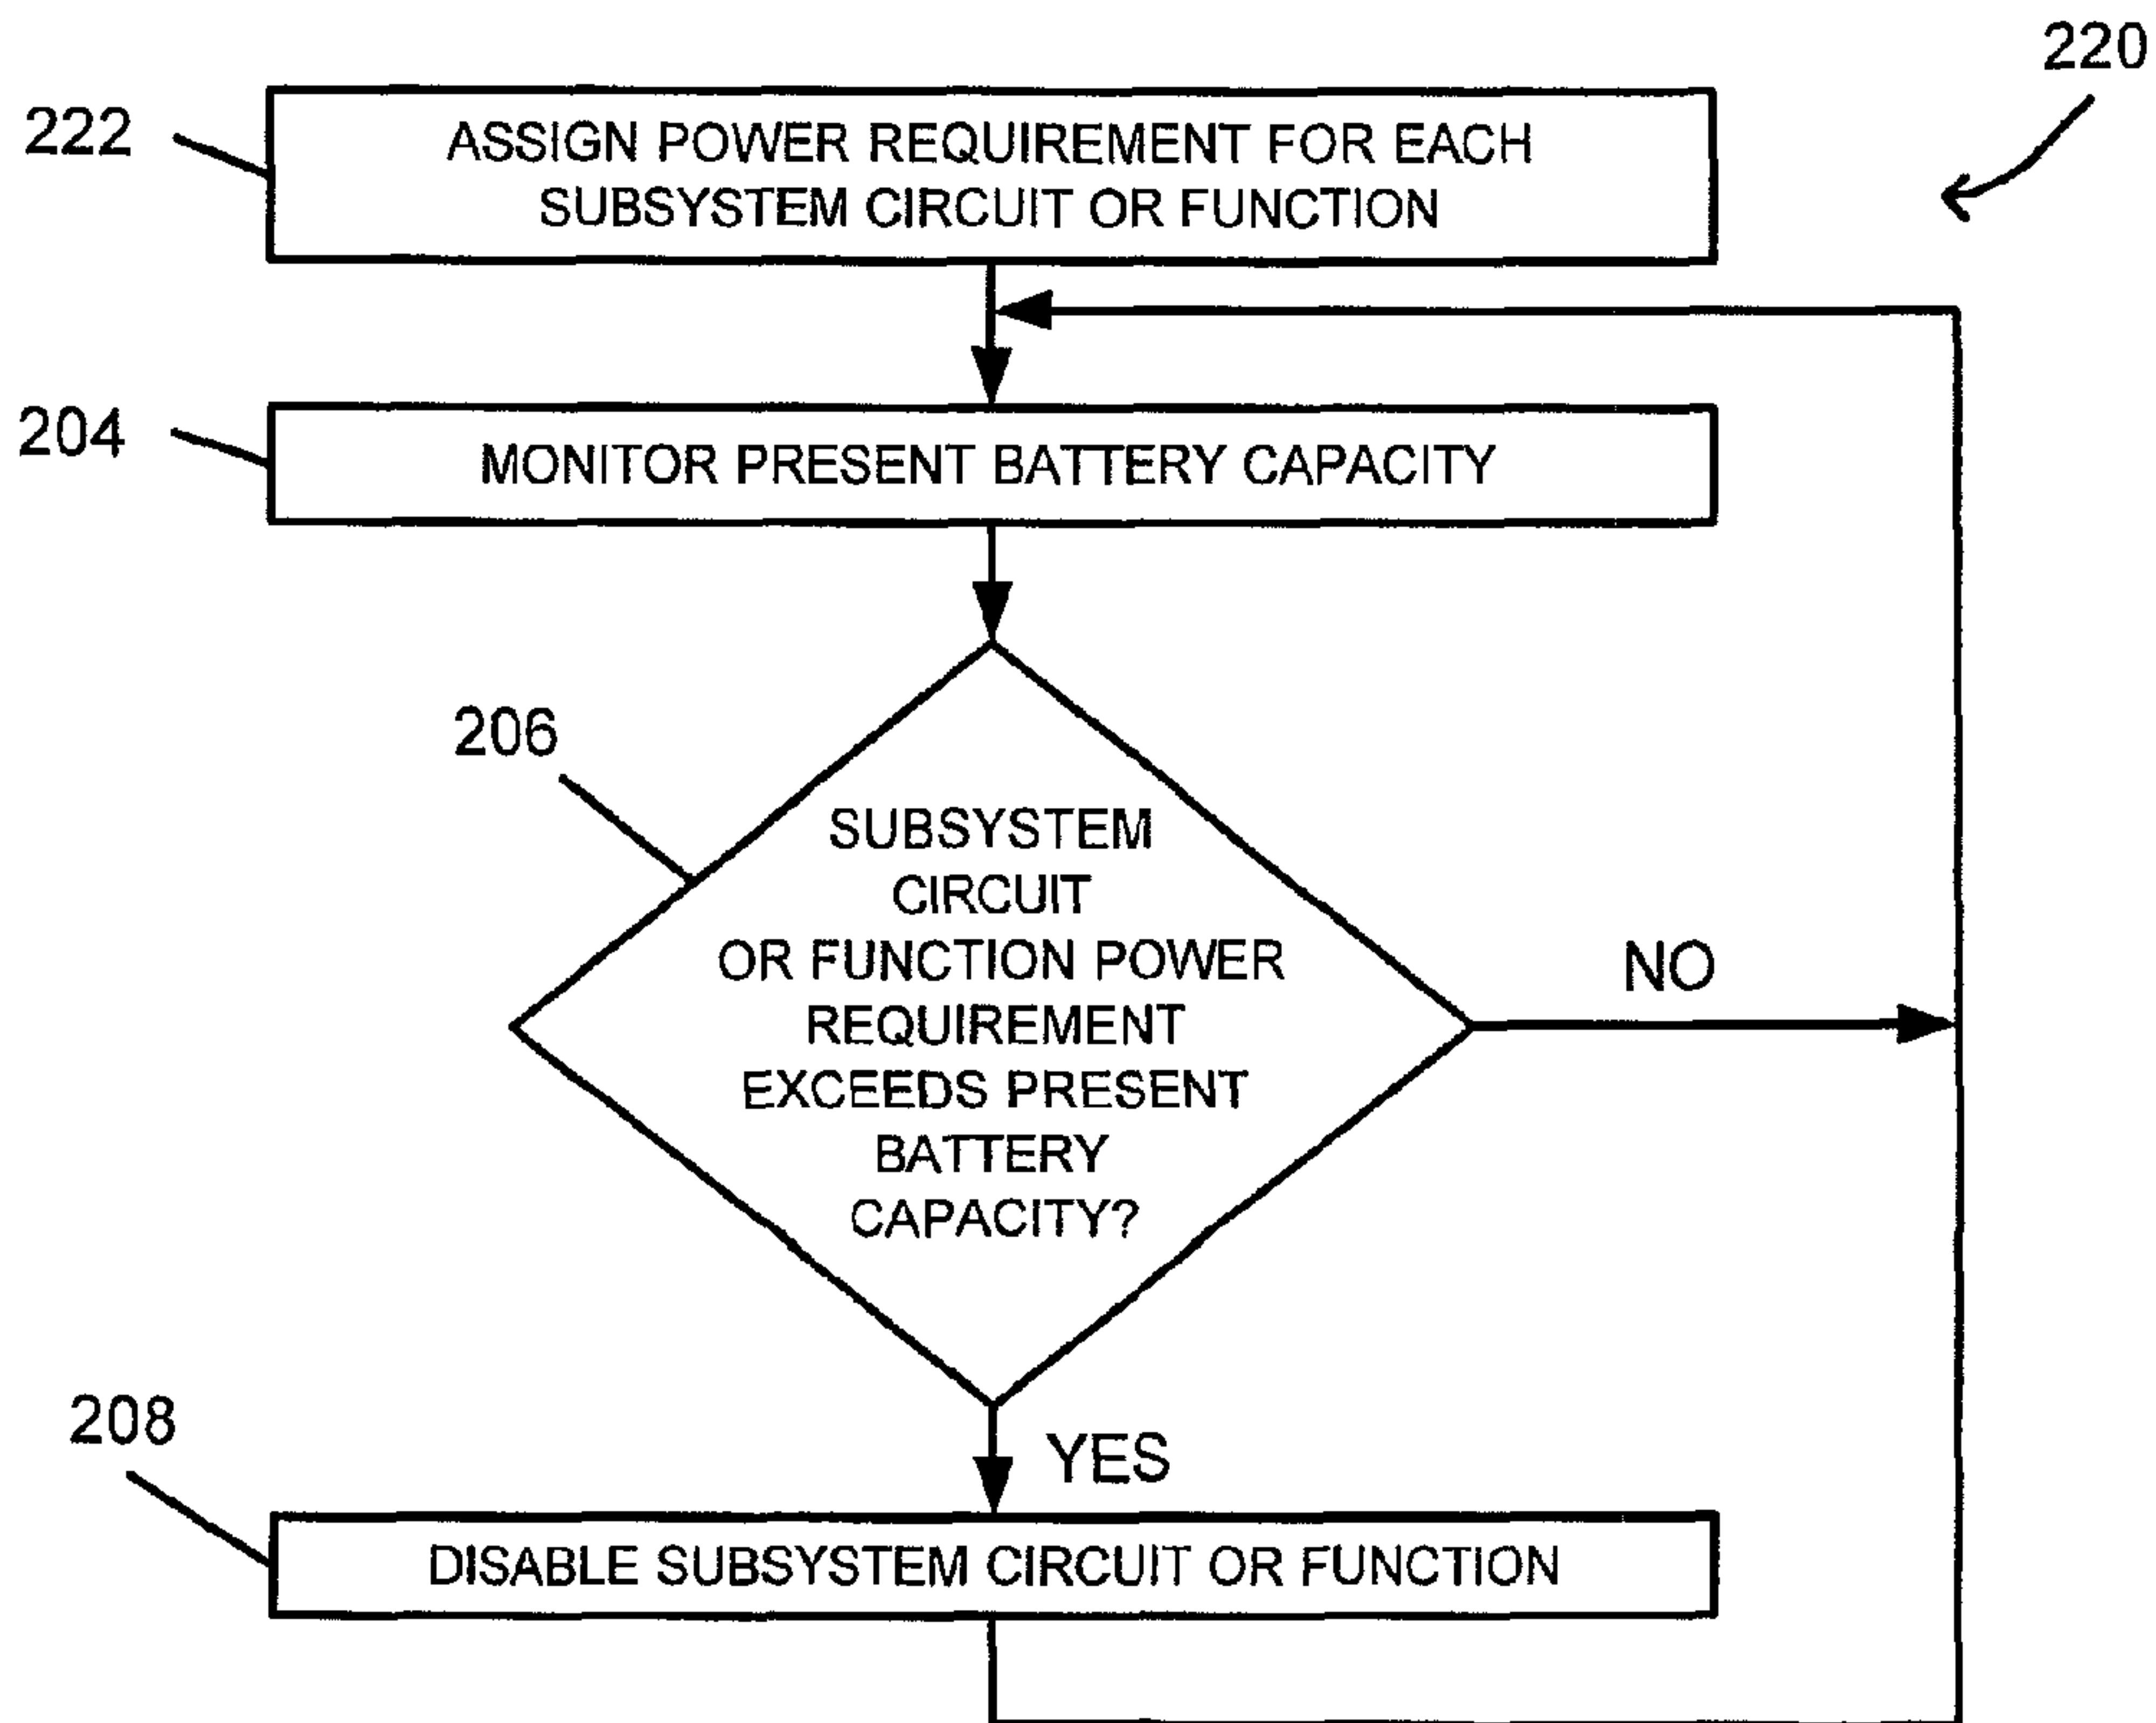 220
222
ASSIGN POWER REQUIREMENT FOR EACH
SUBSYSTEM CIRCUIT OR FUNCTION
204
MONITOR PRESENT BATTERY CAPACITY
206
SUBSYSTEM
CIRCUIT
OR FUNCTION POWER
REQUIREMENT
EXCEEDS PRESENT
BATTERY
CAPACITY?
NO
YES
208
DISABLE SUBSYSTEM CIRCUIT OR FUNCTION